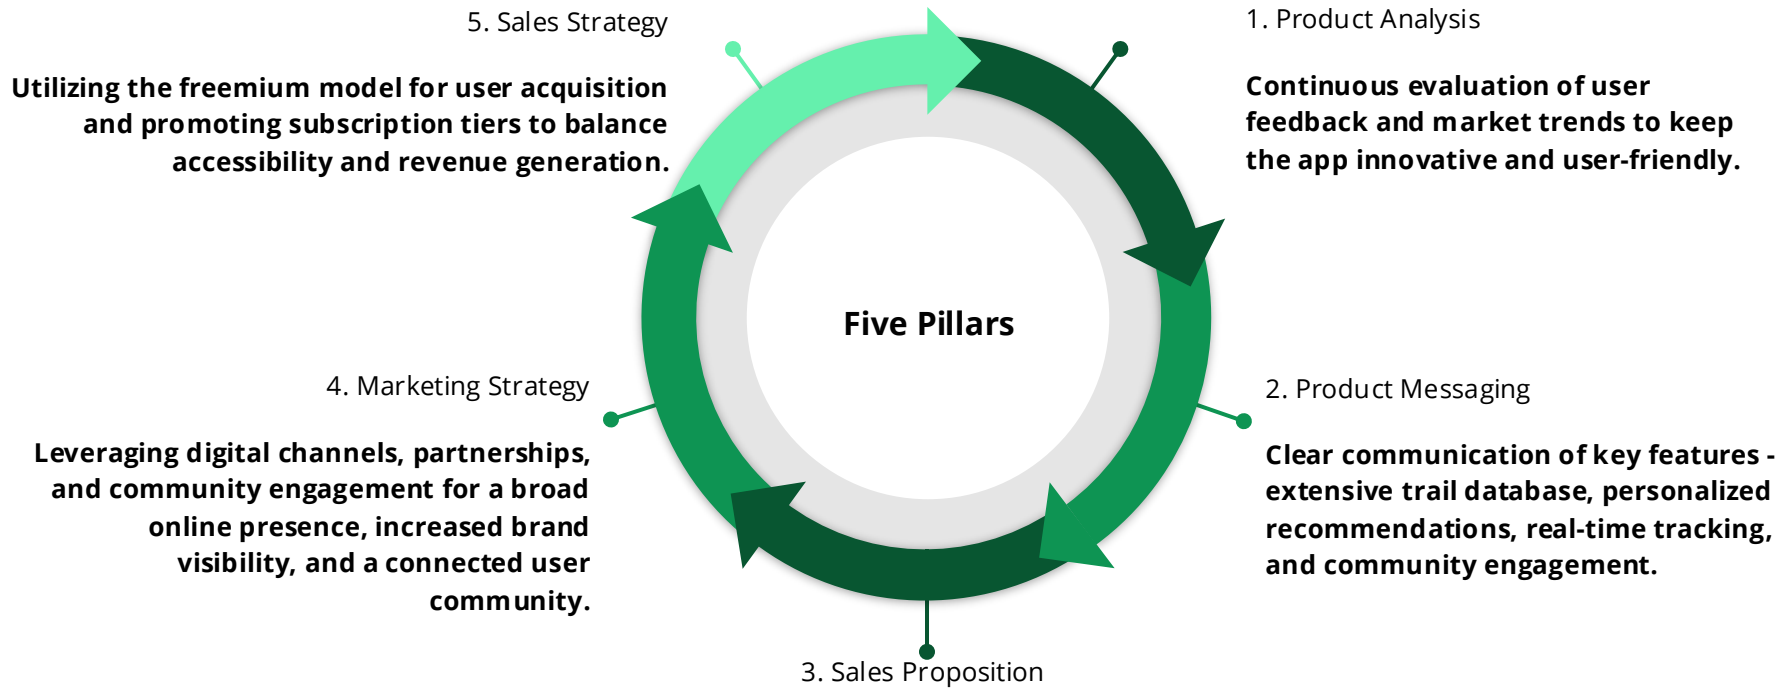 1. Product Analysis
Continuous evaluation of user
feedback and market trends to keep
the app innovative and user-friendly.
2. Product Messaging
Clear communication of key features -
extensive trail database, personalized
recommendations, real-time tracking,
and community engagement.
3. Sales Proposition
4. Marketing Strategy
Leveraging digital channels, partnerships,
and community engagement for a broad
online presence, increased brand
visibility, and a connected user
community.
5. Sales Strategy
Utilizing the freemium model for user acquisition
and promoting subscription tiers to balance
accessibility and revenue generation.
Five Pillars